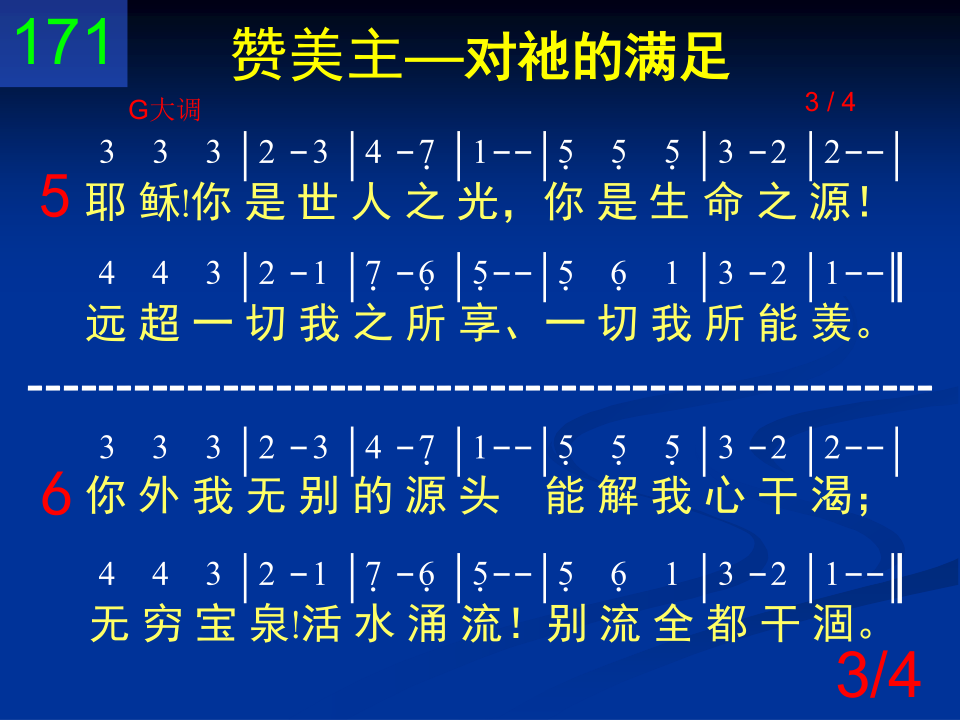 171
赞美主—对祂的满足
G大调
3 / 4
3 3 3 | 2 - 3 | 4 - 7̣ | 1 - - | 5̣ 5̣ 5̣ | 3 - 2 | 2 - - |
5 耶 稣!你 是 世 人 之 光，你 是 生 命 之 源！
4 4 3 | 2 - 1 | 7̣ - 6̣ | 5̣ - - | 5̣ 6̣ 1 | 3 - 2 | 1 - - ‖
远 超 一 切 我 之 所 享、一 切 我 所 能 羡。
--------------------------------------------------------
3 3 3 | 2 - 3 | 4 - 7̣ | 1 - - | 5̣ 5̣ 5̣ | 3 - 2 | 2 - - |
6 你 外 我 无 别 的 源 头 能 解 我 心 干 渴；
4 4 3 | 2 - 1 | 7̣ - 6̣ | 5̣ - - | 5̣ 6̣ 1 | 3 - 2 | 1 - - ‖
无 穷 宝 泉!活 水 涌 流！别 流 全 都 干 涸。
3/4